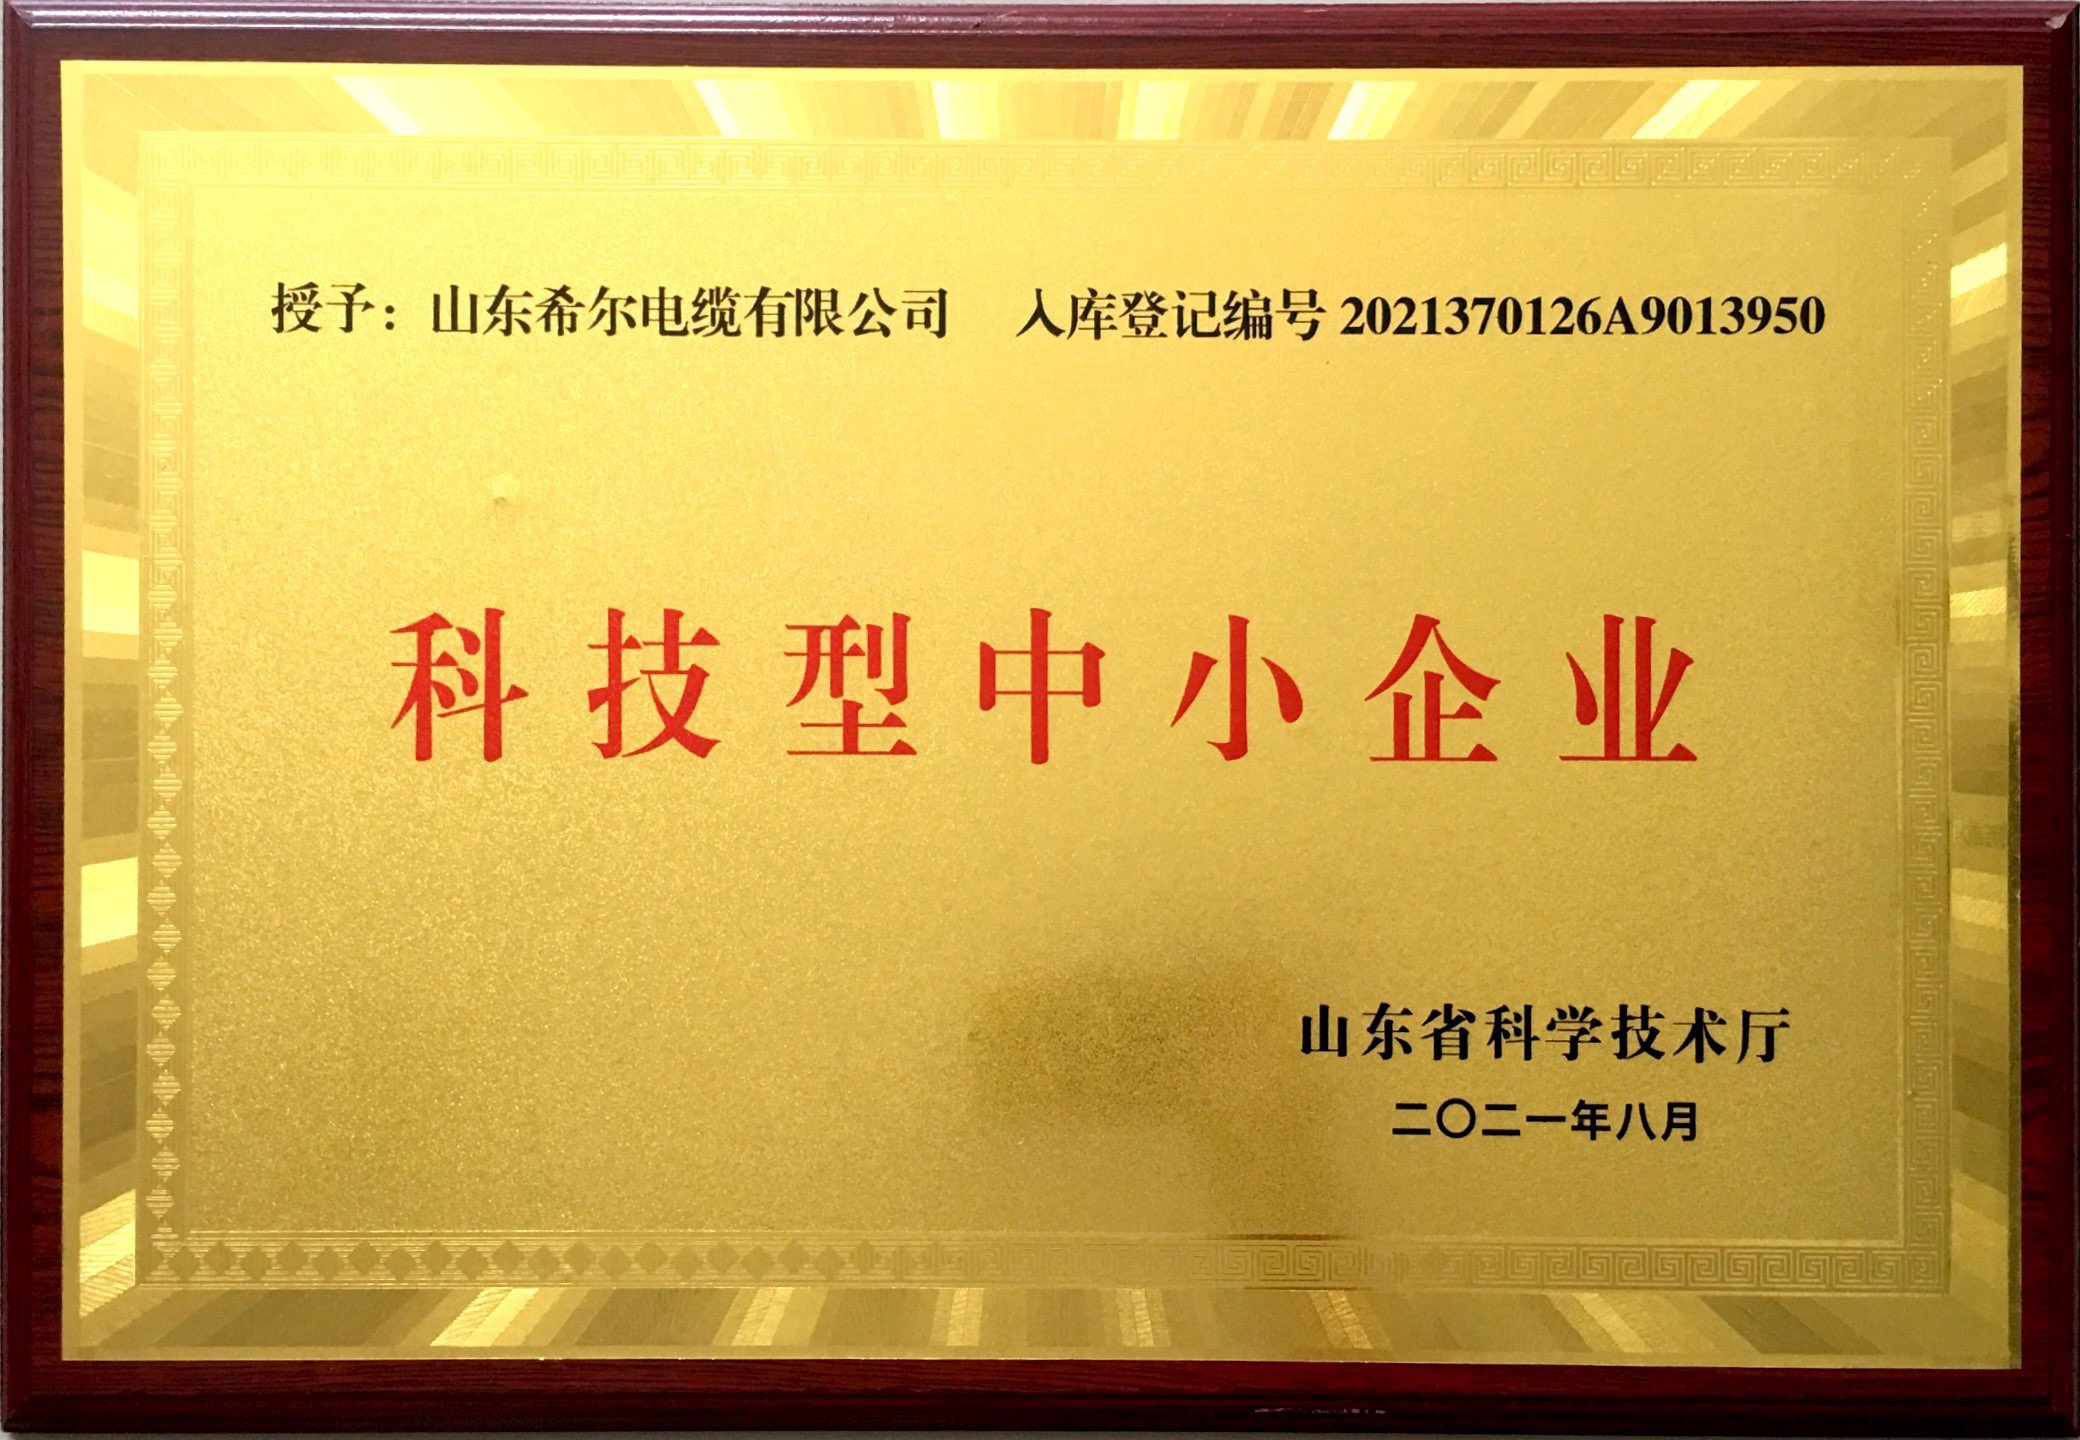 授予：山东希尔电缆有限公司 入库登记编号 2021370126A9013950
科技型中小企业
山东省科学技术厅
二〇二一年八月